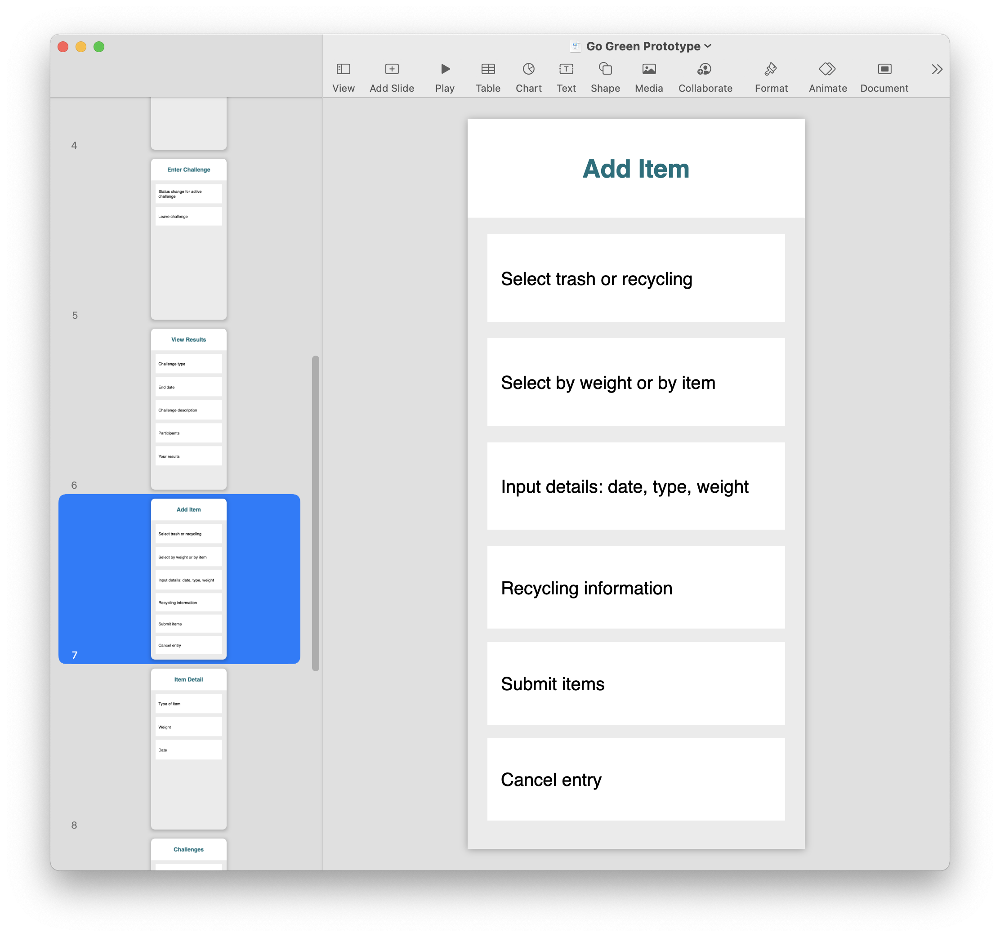 Go Green Prototype
View
Add Slide
Play
Table
Chart
Text
Shape
Media
Collaborate
Format
Animate
Document
4
Enter Challenge
Status change for active
challenge
Leave challenge
5
View Results
Challenge type
End date
Challenge description
Participants
Your results
6
Add Item
Select trash or recycling
Select by weight or by item
Input details: date, type, weight
Recycling information
Submit items
Cancel entry
7
Item Detail
Type of item
Weight
Date
8
Challenges
Add Item
Select trash or recycling
Select by weight or by item
Input details: date, type, weight
Recycling information
Submit items
Cancel entry